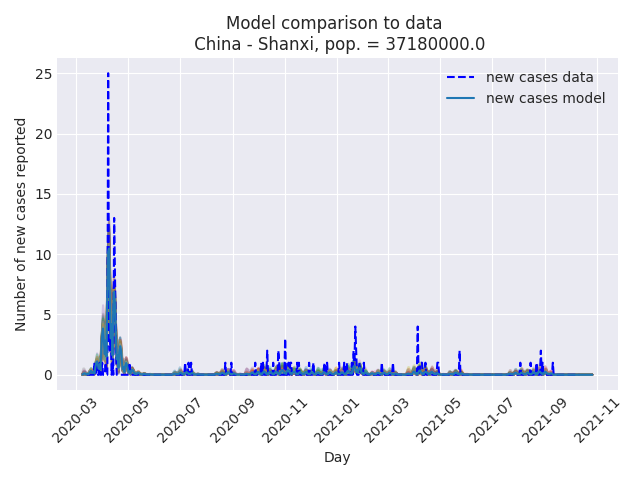 Model comparison to data
China - Shanxi, pop. = 37180000.0
new cases data
new cases model
Number of new cases reported
25
20
15
10
5
0
2020-03
2020-05
2020-07
2020-09
2020-11
2021-01
2021-03
2021-05
2021-07
2021-09
2021-11
Day